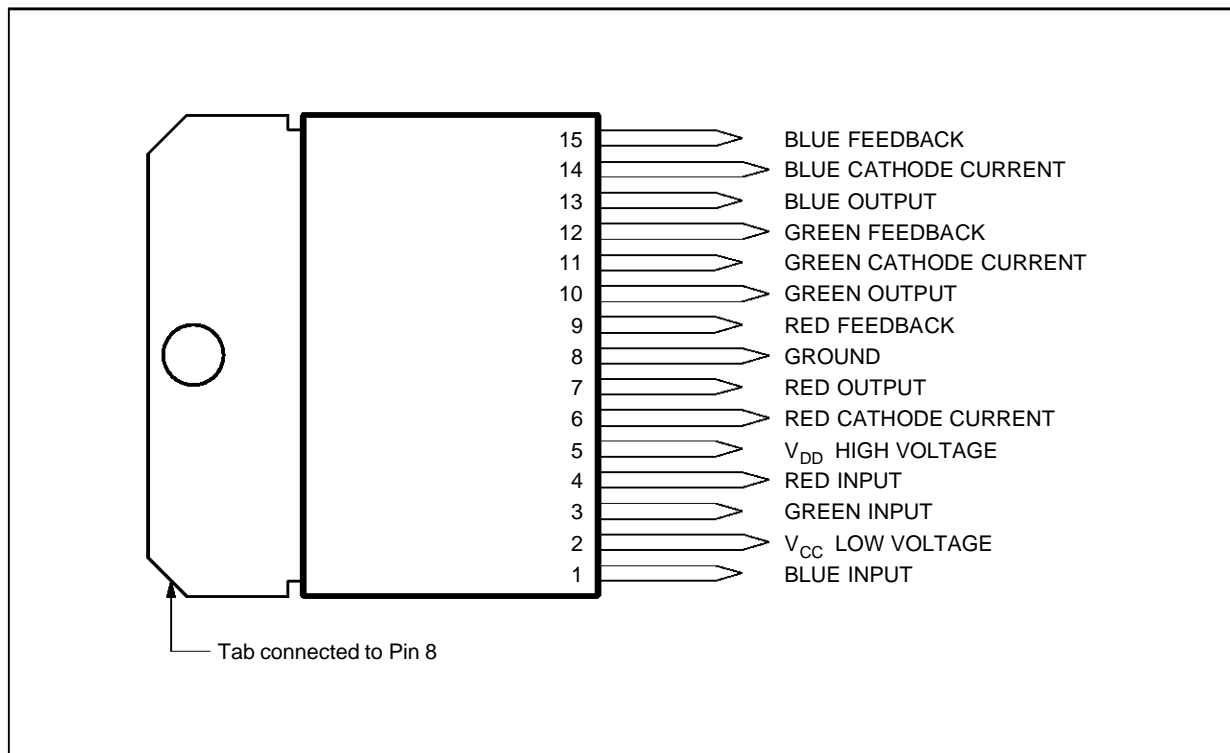 15 BLUE FEEDBACK
14 BLUE CATHODE CURRENT
13 BLUE OUTPUT
12 GREEN FEEDBACK
11 GREEN CATHODE CURRENT
10 GREEN OUTPUT
9 RED FEEDBACK
8 GROUND
7 RED OUTPUT
6 RED CATHODE CURRENT
5 VDD HIGH VOLTAGE
4 RED INPUT
3 GREEN INPUT
2 VCC LOW VOLTAGE
1 BLUE INPUT
Tab connected to Pin 8